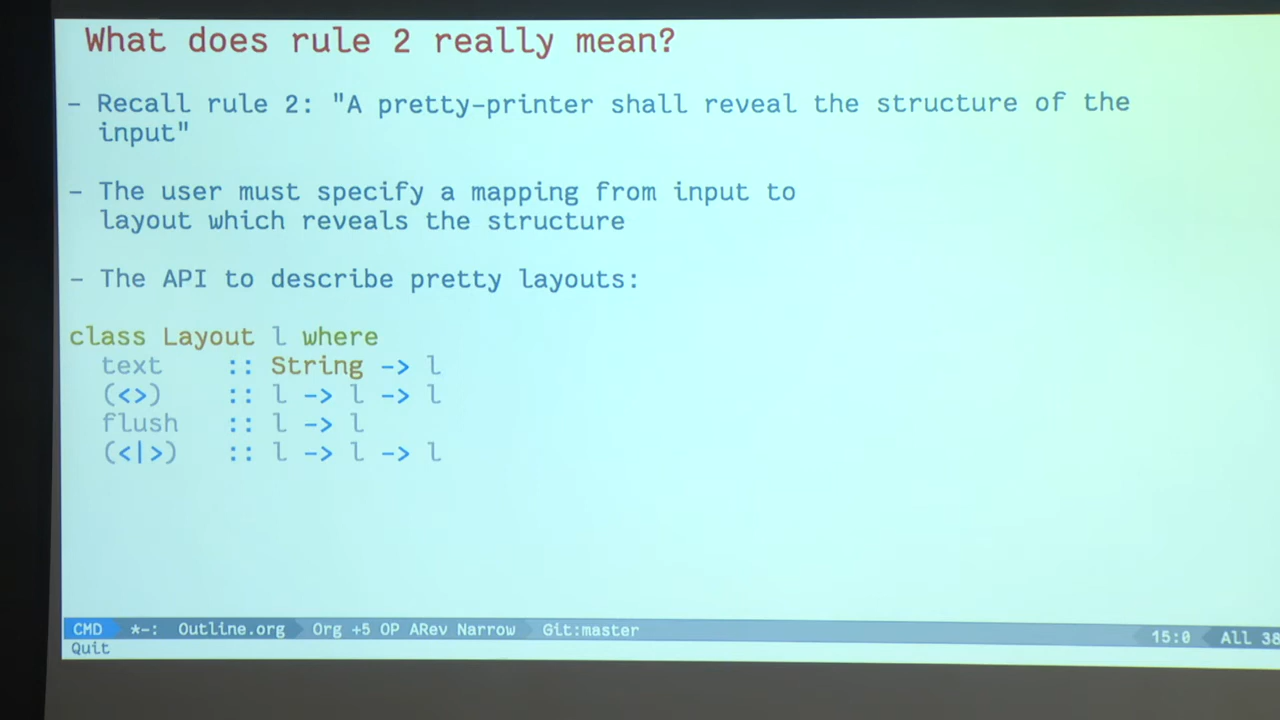 What does rule 2 really mean?
- Recall rule 2: "A pretty-printer shall reveal the structure of the
input"
- The user must specify a mapping from input to
layout which reveals the structure
- The API to describe pretty layouts:
class Layout l where
text :: String -> l
(<>) :: l -> l -> l
flush :: l -> l
(<|>) :: l -> l -> l
CMD *-: Outline.org Org +5 OP ARev Narrow Git:master 15:0 All 38
Quit